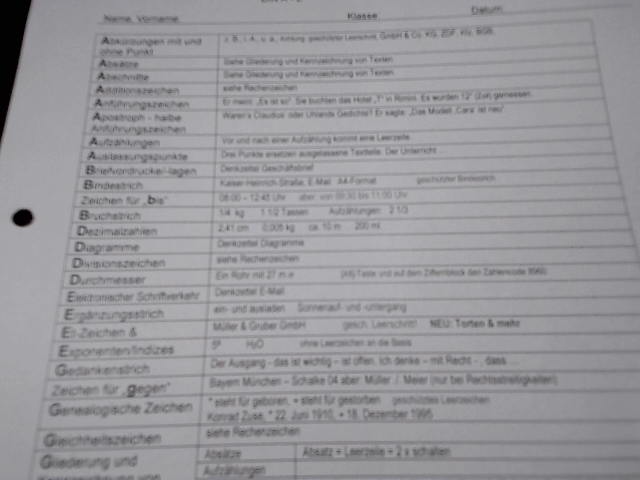 Name, Vorname Klasse: Datum:
Abkürzungen mit und ohne Punkt z. B., i. A., u. a., Achtung: geschützter Leerschritt, GmbH & Co. KG, ZDF, Kfz, BGB,
Absätze Siehe Gliederung und Kennzeichnung von Texten
Abschnitte Siehe Gliederung und Kennzeichnung von Texten
Additionszeichen siehe Rechenzeichen
Anführungszeichen Er meint: „Es ist so“. Sie buchten das Hotel „T“ in Rimini. Es wurden 12" (Zoll) gemessen.
Apostroph - halbe Anführungszeichen Waren's Claudius' oder Uhlands Gedichte? Er sagte: „Das Modell ‚Cara' ist neu“
Aufzählungen Vor und nach einer Aufzählung kommt eine Leerzeile.
Auslassungspunkte Drei Punkte ersetzen ausgelassene Textteile. Der Unterricht ...
Briefvordrucke/-lagen Denkzettel Geschäftsbrief
Bindestrich Kaiser-Heinrich-Straße, E-Mail A4-Format geschützter Bindestrich
Zeichen für „bis“ 08:00 – 12:45 Uhr aber: von 09:30 bis 11:00 Uhr
Bruchstrich 1/4 kg 1 1/2 Tassen Aufzählungen: 2 1/3
Dezimalzahlen 2,41 cm 0,005 kg ca. 10 m 200 ml
Diagramme Denkzettel Diagramme
Divisionszeichen siehe Rechenzeichen
Durchmesser Ein Rohr mit 27 m ø (Alt)-Taste und auf dem Ziffernblock den Zahlencode
Elektronischer Schriftverkehr Denkzettel E-Mail
Ergänzungsstrich ein- und ausladen Sonnenauf- und -untergang
Et-Zeichen & Müller & Gruber GmbH gesch. Leerschritt! NEU: Torten & mehr
Exponenten/Indizes H₂O ohne Leerzeichen an die Basis
Gedankenstrich Der Ausgang - das ist wichtig – ist offen. Ich denke – mit Recht –, dass ...
Zeichen für „gegen“ Bayern München – Schalke 04 aber: Müller ./. Meier (nur bei Rechtsstreitigkeiten)
Genealogische Zeichen * steht für geboren, + steht für gestorben geschütztes Leerzeichen
Konrad Zuse, * 22. Juni 1910, + 18. Dezember 1995
Gleichheitszeichen siehe Rechenzeichen
Gliederung und Absätze Absatz + Leerzeile = 2 x schalten
Aufzählungen